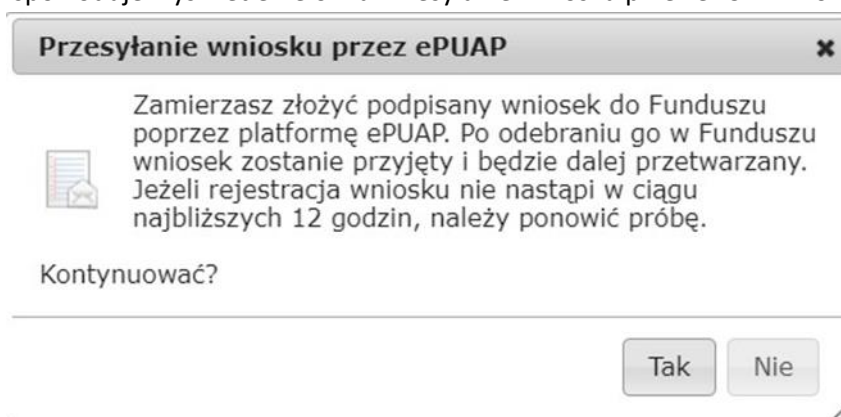 Przesyłanie wniosku przez ePUAP
Zamierzasz złożyć podpisany wniosek do Funduszu
poprzez platformę ePUAP. Po odebraniu go w Funduszu
wniosek zostanie przyjęty i będzie dalej przetwarzany.
Jeżeli rejestracja wniosku nie nastąpi w ciągu
najbliższych 12 godzin, należy ponowić próbę.
Kontynuować?
Tak Nie